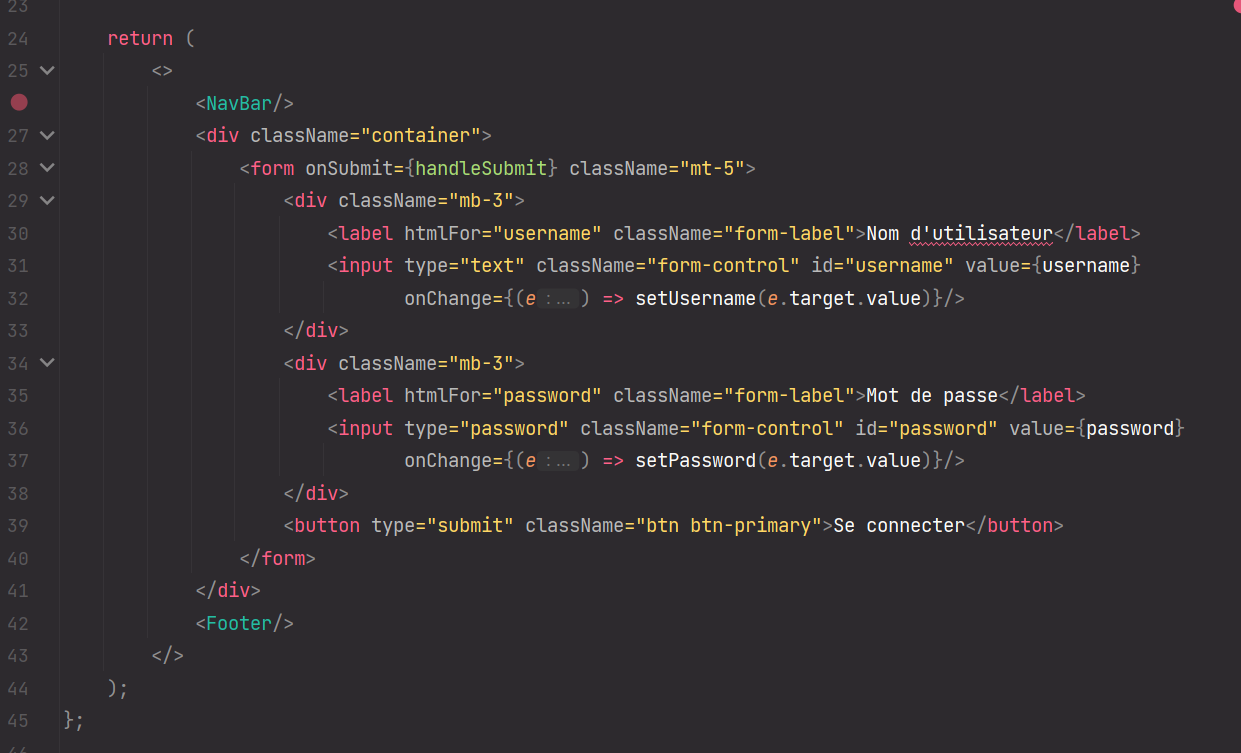 23
24 return (
25 <>
<NavBar/>
27 <div className="container">
28 <form onSubmit={handleSubmit} className="mt-5">
29 <div className="mb-3">
30 <label htmlFor="username" className="form-label">Nom d'utilisateur</label>
31 <input type="text" className="form-control" id="username" value={username}
32 onChange={(e : ... ) => setUsername(e.target.value)}/>
33 </div>
34 <div className="mb-3">
35 <label htmlFor="password" className="form-label">Mot de passe</label>
36 <input type="password" className="form-control" id="password" value={password}
37 onChange={(e : ... ) => setPassword(e.target.value)}/>
38 </div>
39 <button type="submit" className="btn btn-primary">Se connecter</button>
40 </form>
41 </div>
42 <Footer/>
43 </>
44 );
45 };
46